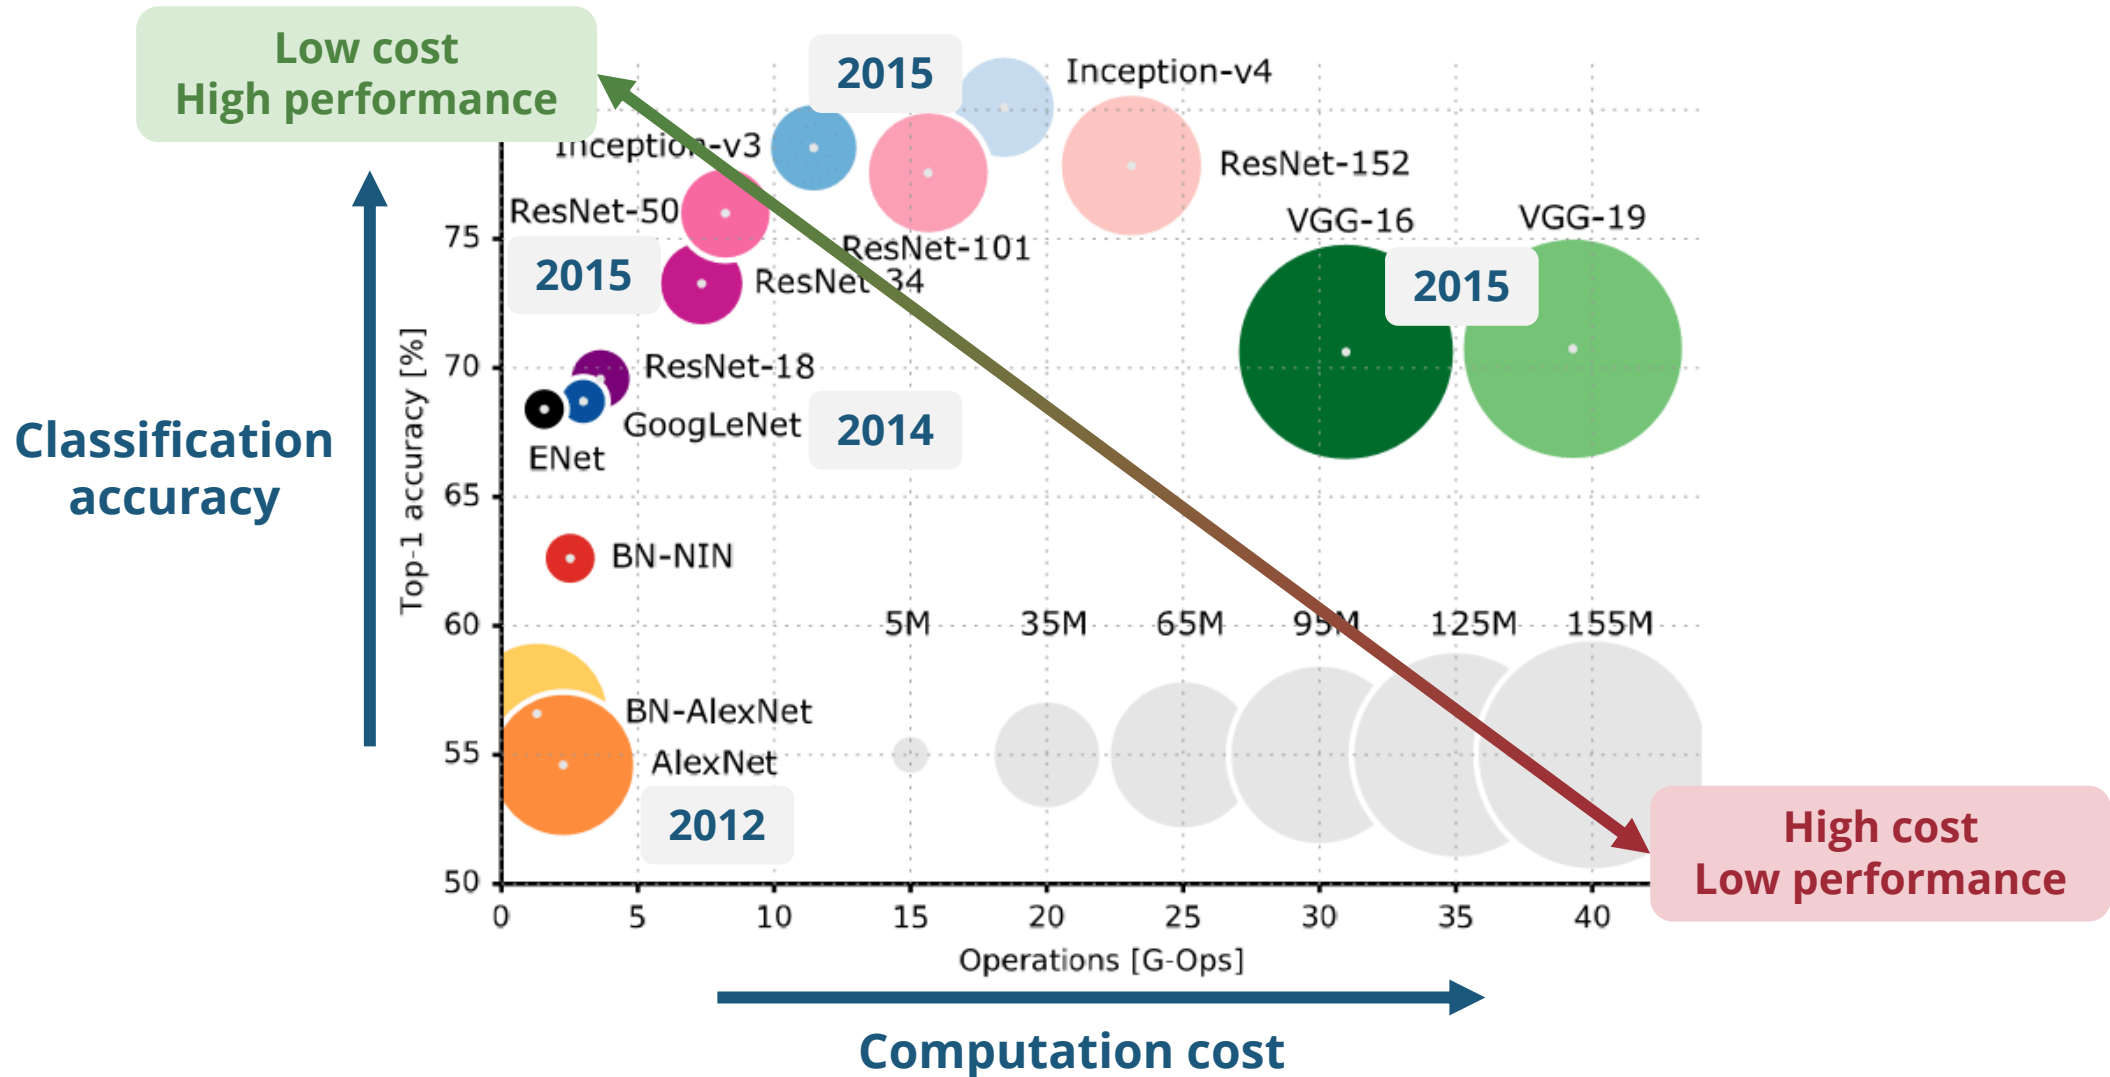 Low cost
High performance
2015
Inception-v4
Inception-v3
ResNet-152
ResNet-50
VGG-16
VGG-19
75
ResNet-101
2015
ResNet-34
2015
70
ResNet-18
GoogLeNet
2014
ENet
Classification
accuracy
Top-1 accuracy [%]
65
BN-NIN
60
5M 35M 65M 95M 125M 155M
BN-AlexNet
55
AlexNet
2012
High cost
Low performance
50
0 5 10 15 20 25 30 35 40
Operations [G-Ops]
Computation cost